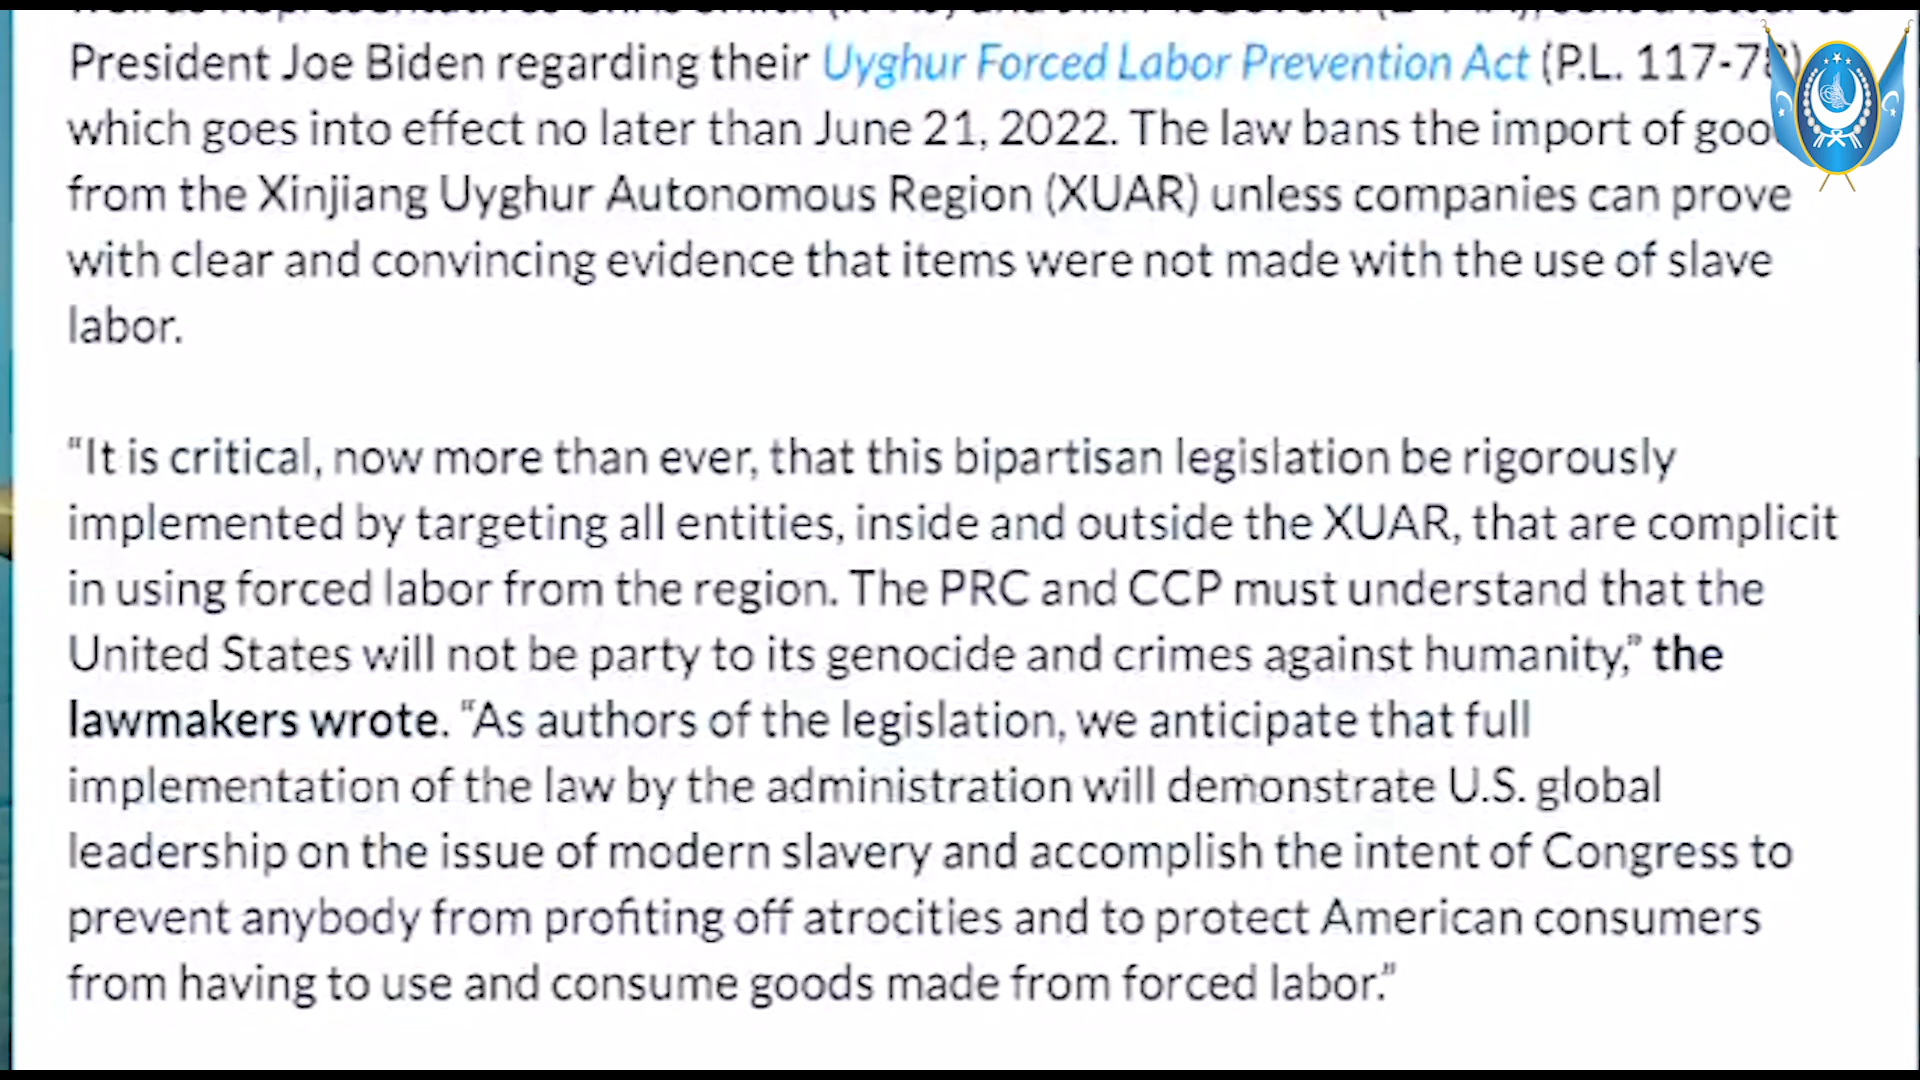 President Joe Biden regarding their Uyghur Forced Labor Prevention Act (P.L. 117-78)
which goes into effect no later than June 21, 2022. The law bans the import of
from the Xinjiang Uyghur Autonomous Region (XUAR) unless companies can prove
with clear and convincing evidence that items were not made with the use of slave
labor.
“It is critical, now more than ever, that this bipartisan legislation be rigorously
implemented by targeting all entities, inside and outside the XUAR, that are complicit
in using forced labor from the region. The PRC and CCP must understand that the
United States will not be party to its genocide and crimes against humanity,” the
lawmakers wrote. “As authors of the legislation, we anticipate that full
implementation of the law by the administration will demonstrate U.S. global
leadership on the issue of modern slavery and accomplish the intent of Congress to
prevent anybody from profiting off atrocities and to protect American consumers
from having to use and consume goods made from forced labor.”